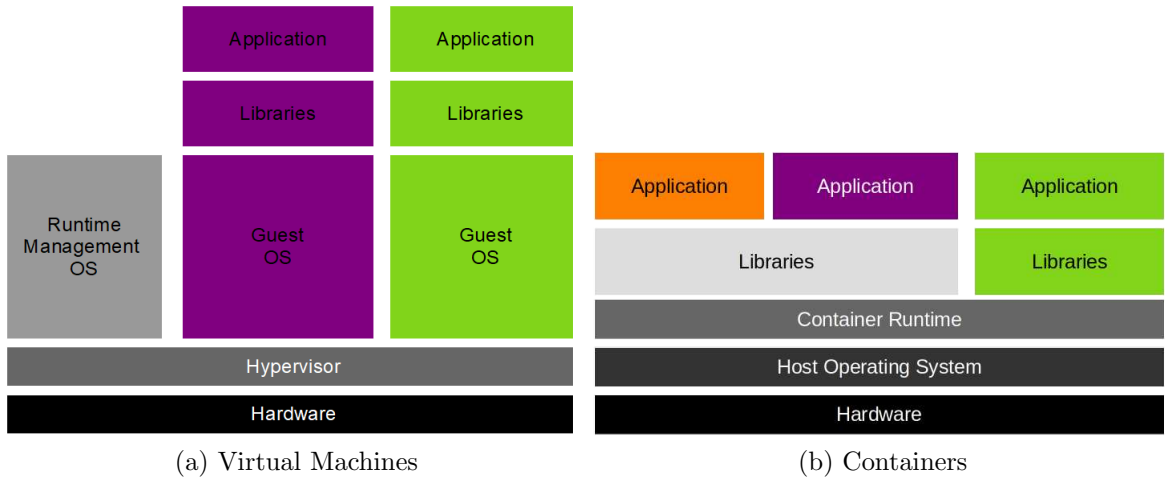 Application
Application
Libraries
Libraries
Runtime
Management
OS
Guest
OS
Guest
OS
Hypervisor
Hardware
(a) Virtual Machines
Application
Application
Application
Libraries
Libraries
Container Runtime
Host Operating System
Hardware
(b) Containers